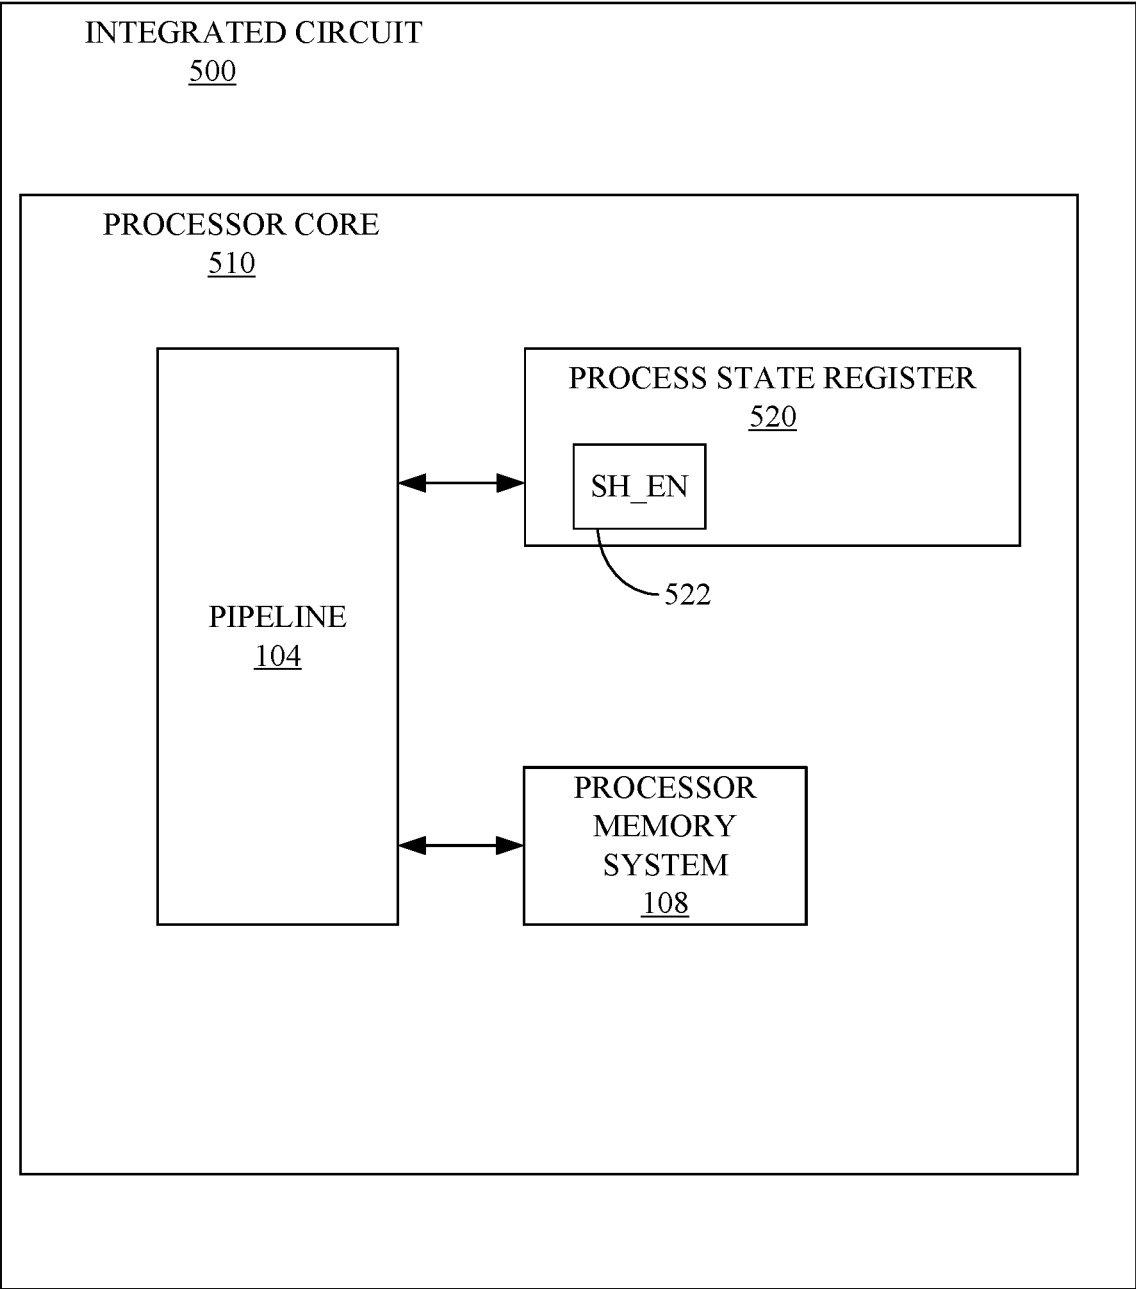 INTEGRATED CIRCUIT
500
PROCESSOR CORE
510
PROCESS STATE REGISTER
520
SH_EN
522
PIPELINE
104
PROCESSOR
MEMORY
SYSTEM
108